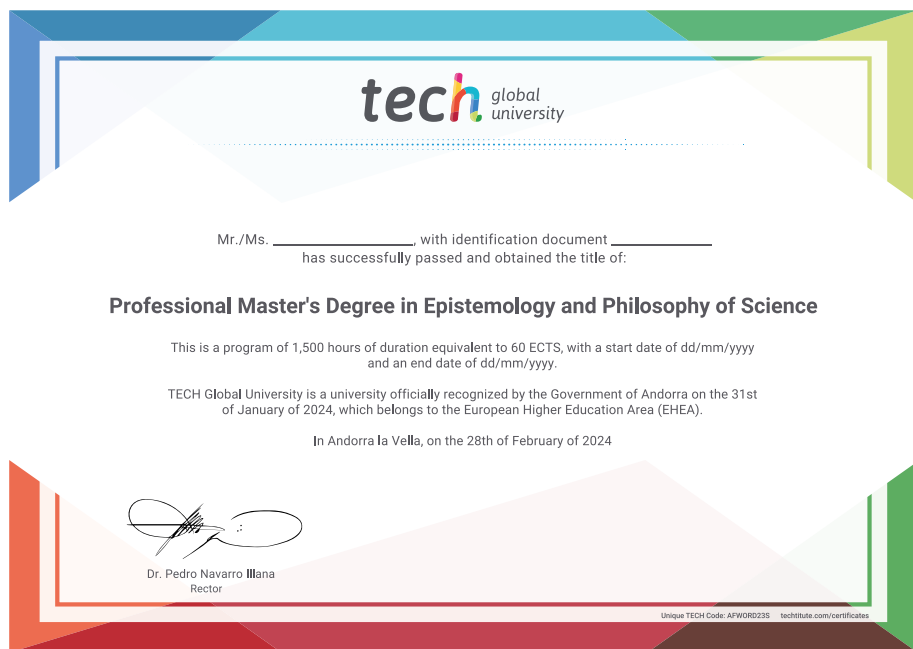 tech global university
Mr./Ms. ________________, with identification document ____________
has successfully passed and obtained the title of:
Professional Master's Degree in Epistemology and Philosophy of Science
This is a program of 1,500 hours of duration equivalent to 60 ECTS, with a start date of dd/mm/yyyy
and an end date of dd/mm/yyyy.
TECH Global University is a university officially recognized by the Government of Andorra on the 31st
of January of 2024, which belongs to the European Higher Education Area (EHEA).
In Andorra la Vella, on the 28th of February of 2024
Dr. Pedro Navarro Illana
Rector
Unique TECH Code: AFWORD23S techtitute.com/certificates